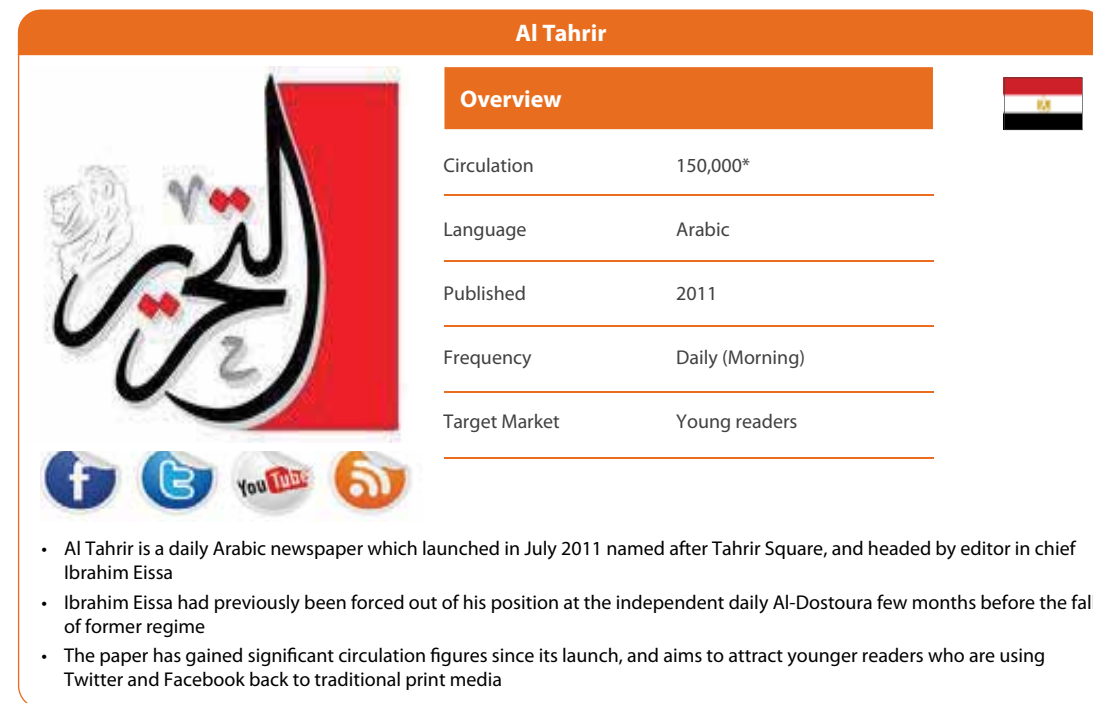 Al Tahrir
التحرير
Overview
Circulation 150,000*
Language Arabic
Published 2011
Frequency Daily (Morning)
Target Market Young readers
f
t
You Tube
• Al Tahrir is a daily Arabic newspaper which launched in July 2011 named after Tahrir Square, and headed by editor in chief
Ibrahim Eissa
• Ibrahim Eissa had previously been forced out of his position at the independent daily Al-Dostoura few months before the fall
of former regime
• The paper has gained significant circulation figures since its launch, and aims to attract younger readers who are using
Twitter and Facebook back to traditional print media